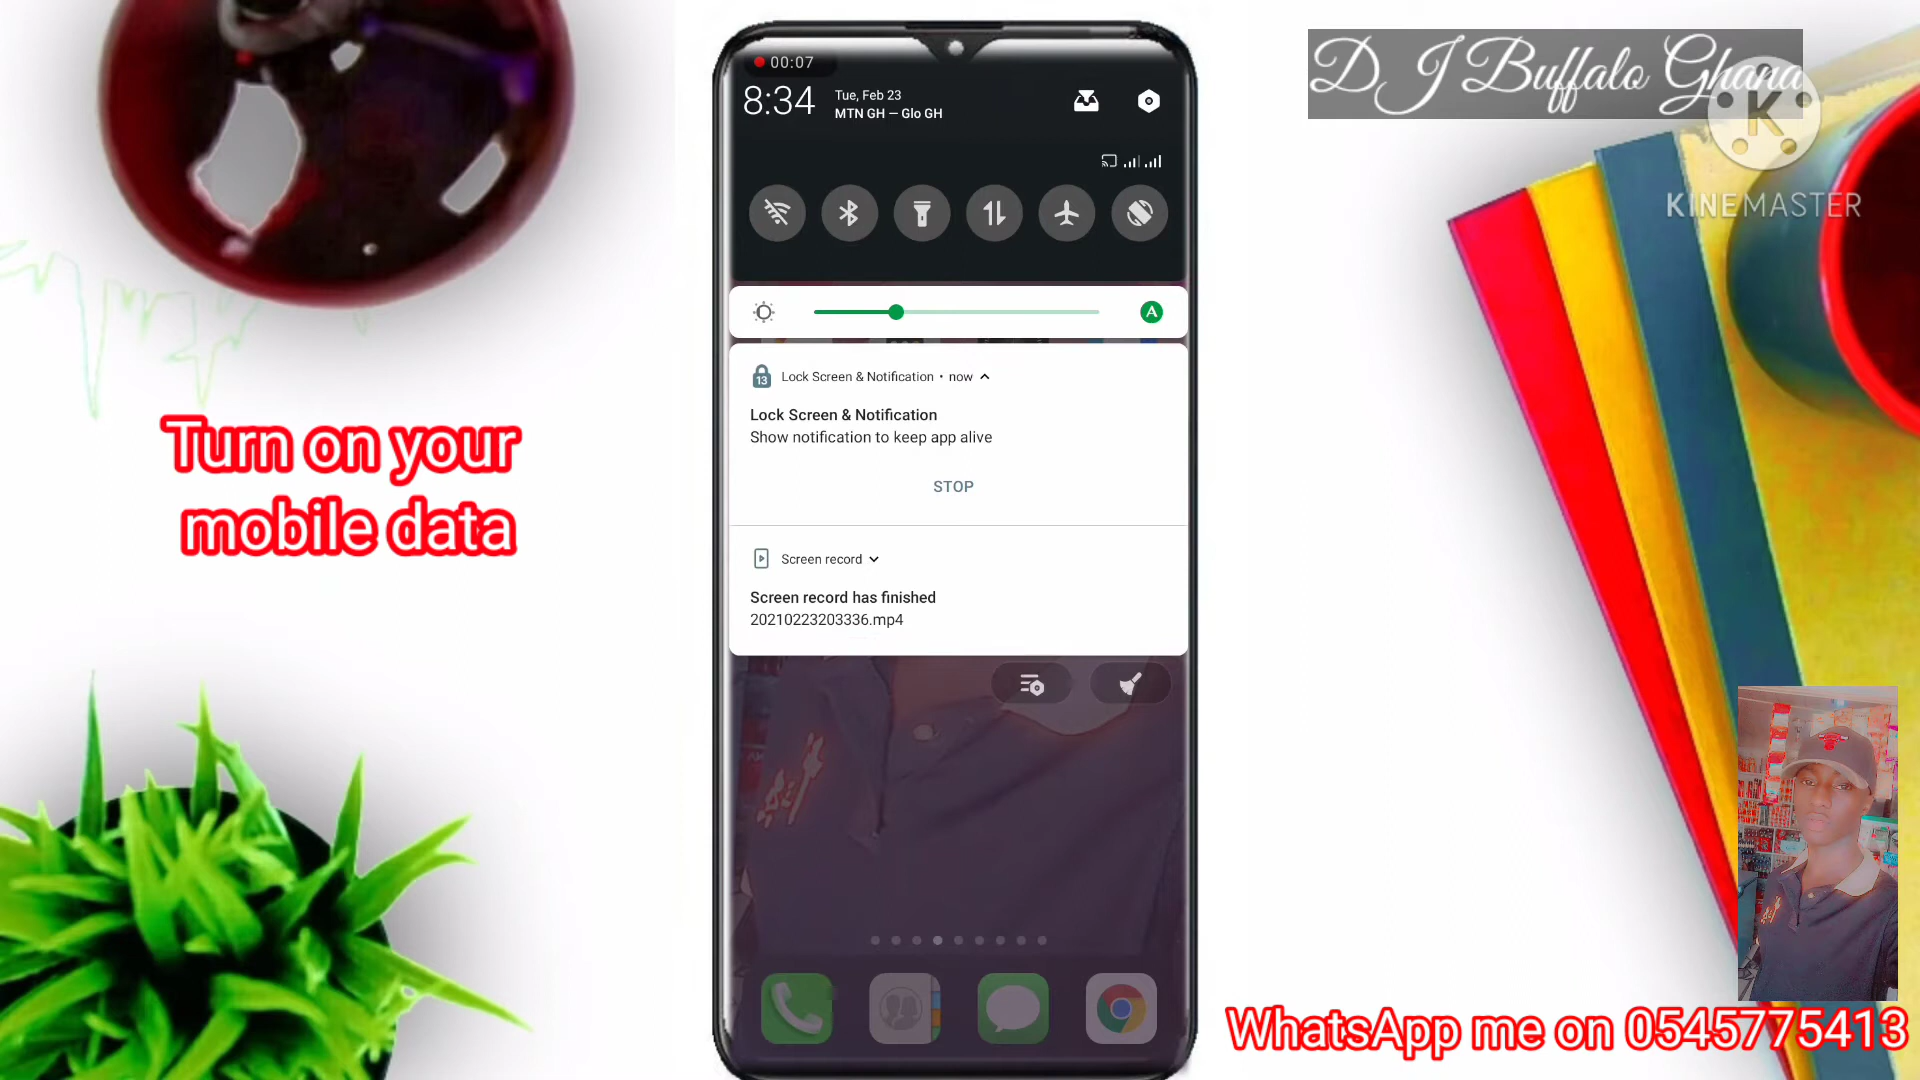 DJ Buffalo Ghana
K
KINEMASTER
00:07
8:34
Tue, Feb 23
MTN GH — Glo GH
A
13
Lock Screen & Notification • now
Lock Screen & Notification
Show notification to keep app alive
STOP
Screen record
Screen record has finished
20210223203336.mp4
Turn on your
mobile data
WhatsApp me on 0545775413